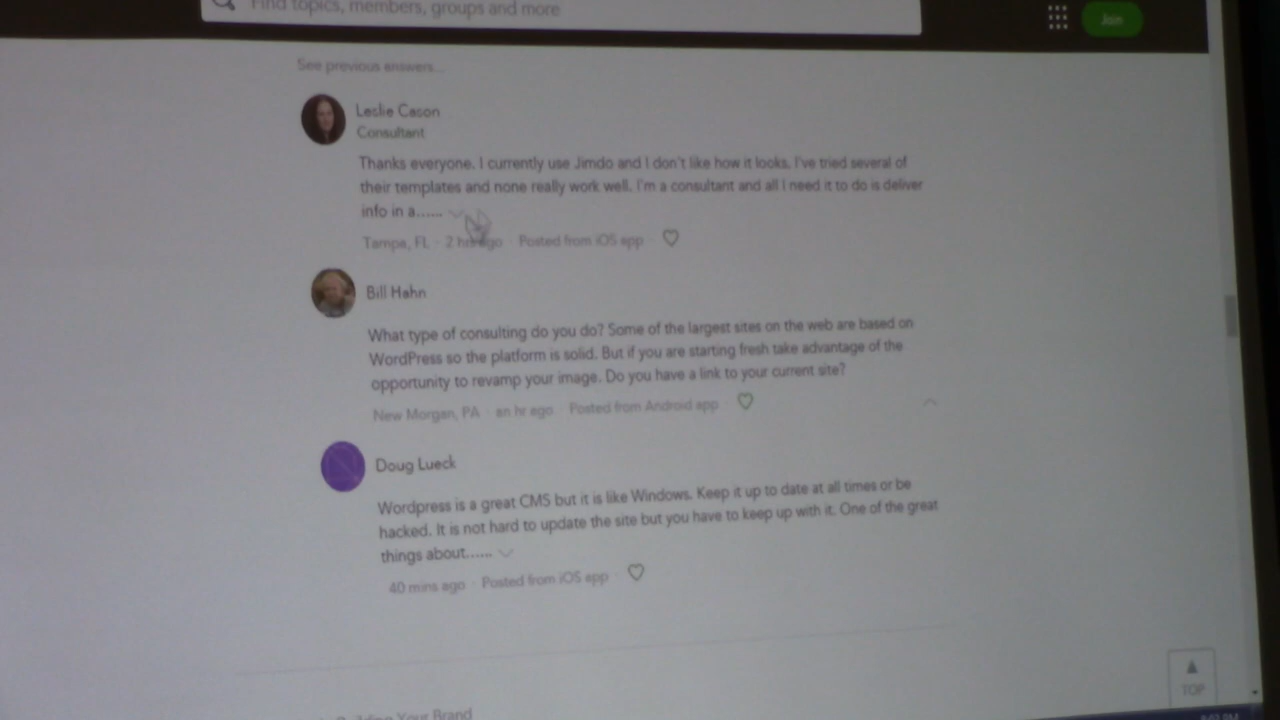 Find topics, members, groups and more
Join
See previous answers...
Leslie Cason
Consultant
Thanks everyone. I currently use Jimdo and I don't like how it looks. I've tried several of
their templates and none really work well. I'm a consultant and all I need it to do is deliver
info in a......
Tampa, FL · 2 hrs ago · Posted from iOS app
Bill Hahn
What type of consulting do you do? Some of the largest sites on the web are based on
WordPress so the platform is solid. But if you are starting fresh take advantage of the
opportunity to revamp your image. Do you have a link to your current site?
New Morgan, PA · an hr ago · Posted from Android app
Doug Lueck
Wordpress is a great CMS but it is like Windows. Keep it up to date at all times or be
hacked. It is not hard to update the site but you have to keep up with it. One of the great
things about......
40 mins ago · Posted from iOS app
Building Your Brand
TOP